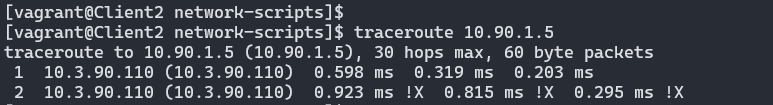 [vagrant@Client2 network-scripts]$
[vagrant@Client2 network-scripts]$ traceroute 10.90.1.5
traceroute to 10.90.1.5 (10.90.1.5), 30 hops max, 60 byte packets
 1  10.3.90.110 (10.3.90.110)  0.598 ms  0.319 ms  0.203 ms
 2  10.3.90.110 (10.3.90.110)  0.923 ms !X  0.815 ms !X  0.295 ms !X